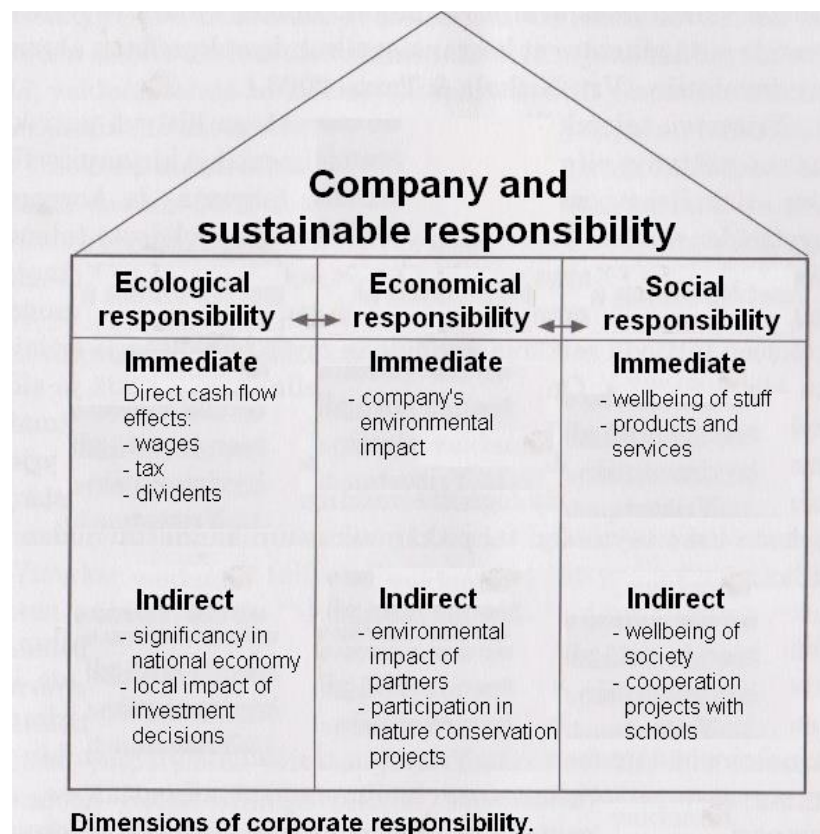 Company and
sustainable responsibility
Ecological
responsibility
Economical
responsibility
Social
responsibility
Immediate
Direct cash flow
effects:
- wages
- tax
- dividents
Immediate
- company's
environmental
impact
Immediate
- wellbeing of stuff
- products and
services
Indirect
- significancy in
national economy
- local impact of
investment
decisions
Indirect
- environmental
impact of
partners
- participation in
nature conservation
projects
Indirect
- wellbeing of
society
- cooperation
projects with
schools
Dimensions of corporate responsibility.